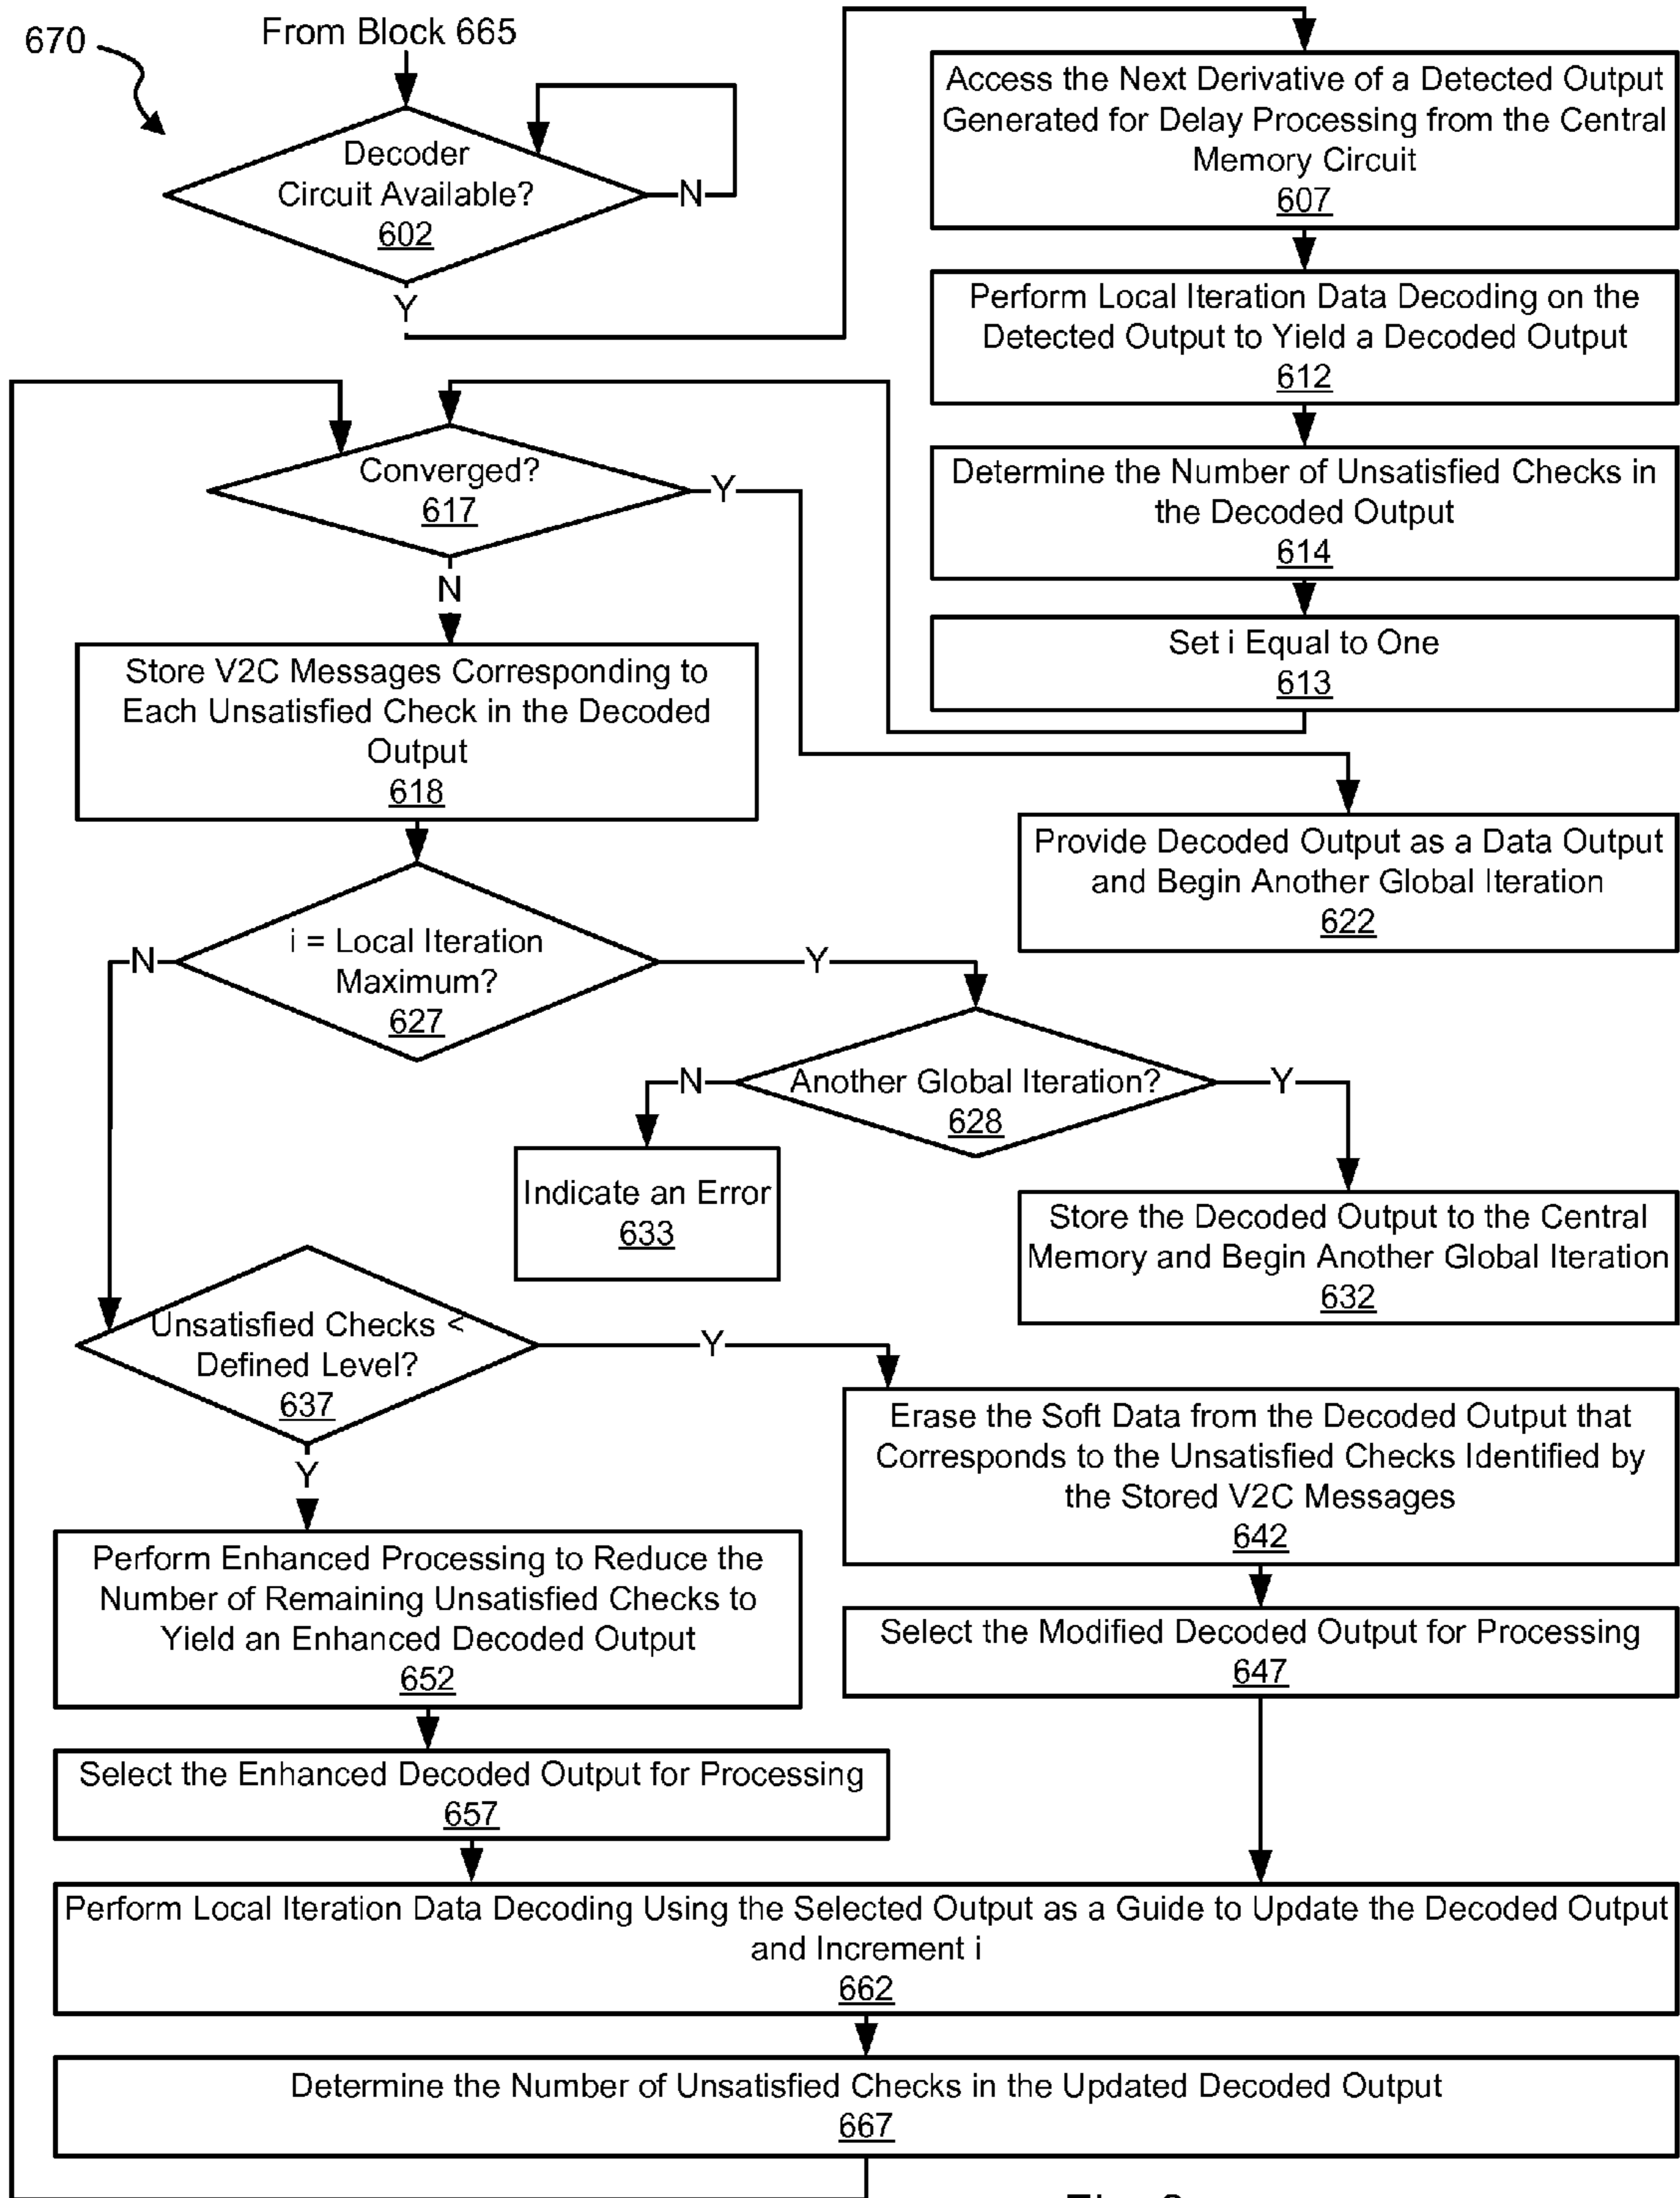 670
From Block 665
Decoder
Circuit Available?
602
N
Y
Access the Next Derivative of a Detected Output
Generated for Delay Processing from the Central
Memory Circuit
607
Perform Local Iteration Data Decoding on the
Detected Output to Yield a Decoded Output
612
Determine the Number of Unsatisfied Checks in
the Decoded Output
614
Set i Equal to One
613
Converged?
617
Y
N
Store V2C Messages Corresponding to
Each Unsatisfied Check in the Decoded
Output
618
Provide Decoded Output as a Data Output
and Begin Another Global Iteration
622
i = Local Iteration
Maximum?
627
N
Y
Another Global Iteration?
628
N
Y
Indicate an Error
633
Store the Decoded Output to the Central
Memory and Begin Another Global Iteration
632
Unsatisfied Checks <
Defined Level?
637
Y
Y
Erase the Soft Data from the Decoded Output that
Corresponds to the Unsatisfied Checks Identified by
the Stored V2C Messages
642
Select the Modified Decoded Output for Processing
647
Perform Enhanced Processing to Reduce the
Number of Remaining Unsatisfied Checks to
Yield an Enhanced Decoded Output
652
Select the Enhanced Decoded Output for Processing
657
Perform Local Iteration Data Decoding Using the Selected Output as a Guide to Update the Decoded Output
and Increment i
662
Determine the Number of Unsatisfied Checks in the Updated Decoded Output
667